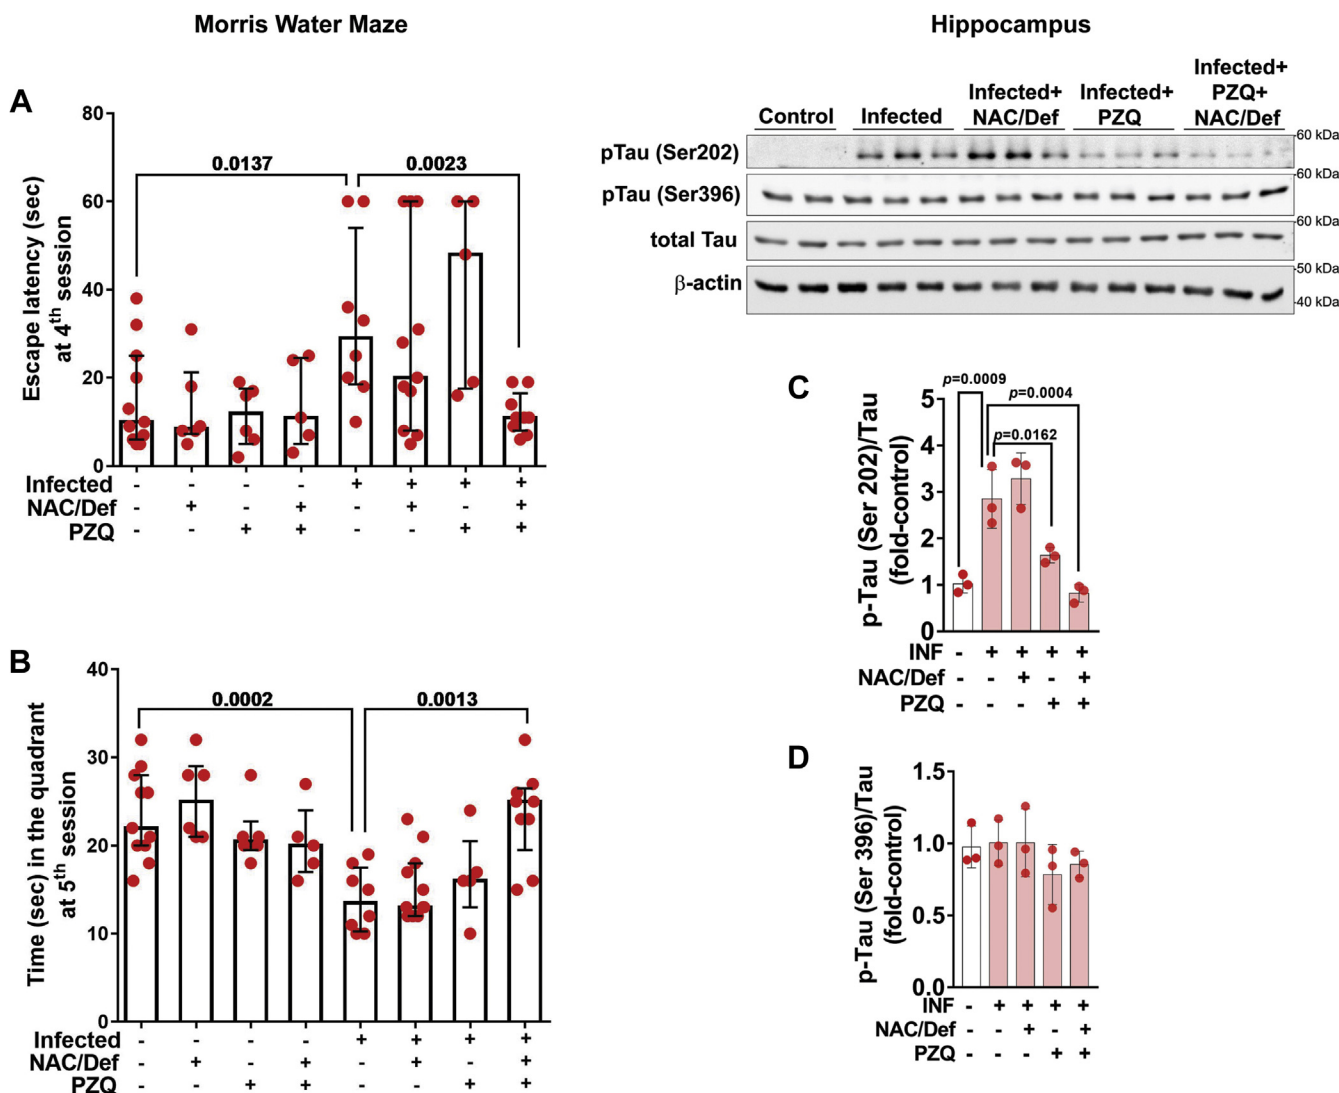 Morris Water Maze
Hippocampus
A
Escape latency (sec)
at 4th session
80
60
40
20
0
0.0137
0.0023
Infected - - - - + + + +
NAC/Def - + - + - + - +
PZQ - - + + - - + +
Control
Infected
Infected+
NAC/Def
Infected+
PZQ
Infected+
PZQ+
NAC/Def
pTau (Ser202)
pTau (Ser396)
total Tau
β-actin
60 kDa
60 kDa
60 kDa
50 kDa
40 kDa
B
Time (sec) in the quadrant
at 5th session
40
30
20
10
0
0.0002
0.0013
Infected - - - - + + + +
NAC/Def - + - + - + - +
PZQ - - + + - - + +
C
p-Tau (Ser 202)/Tau
(fold-control)
5
4
3
2
1
0
p=0.0009
p=0.0004
p=0.0162
INF - + + + +
NAC/Def - - + - +
PZQ - - - + +
D
p-Tau (Ser 396)/Tau
(fold-control)
1.5
1.0
0.5
0.0
INF - + + + +
NAC/Def - - + - +
PZQ - - - + +